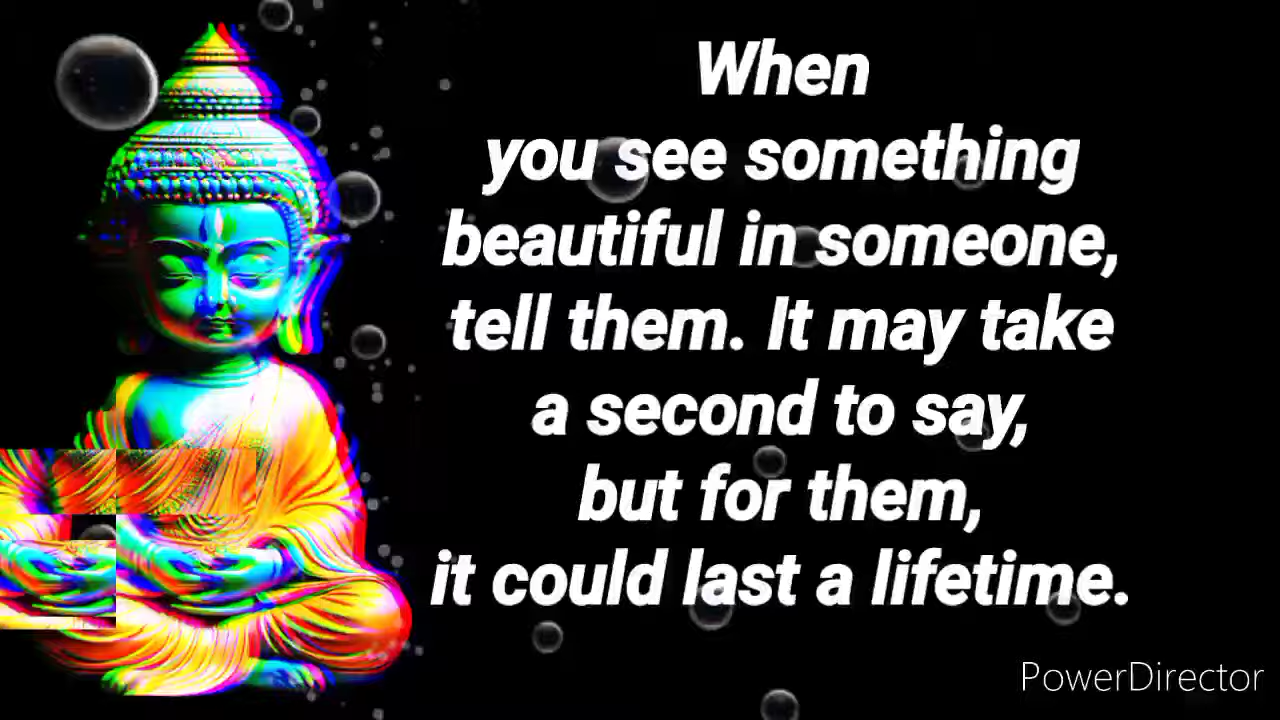 When
you see something
beautiful in someone,
tell them. It may take
a second to say,
but for them,
it could last a lifetime.
PowerDirector